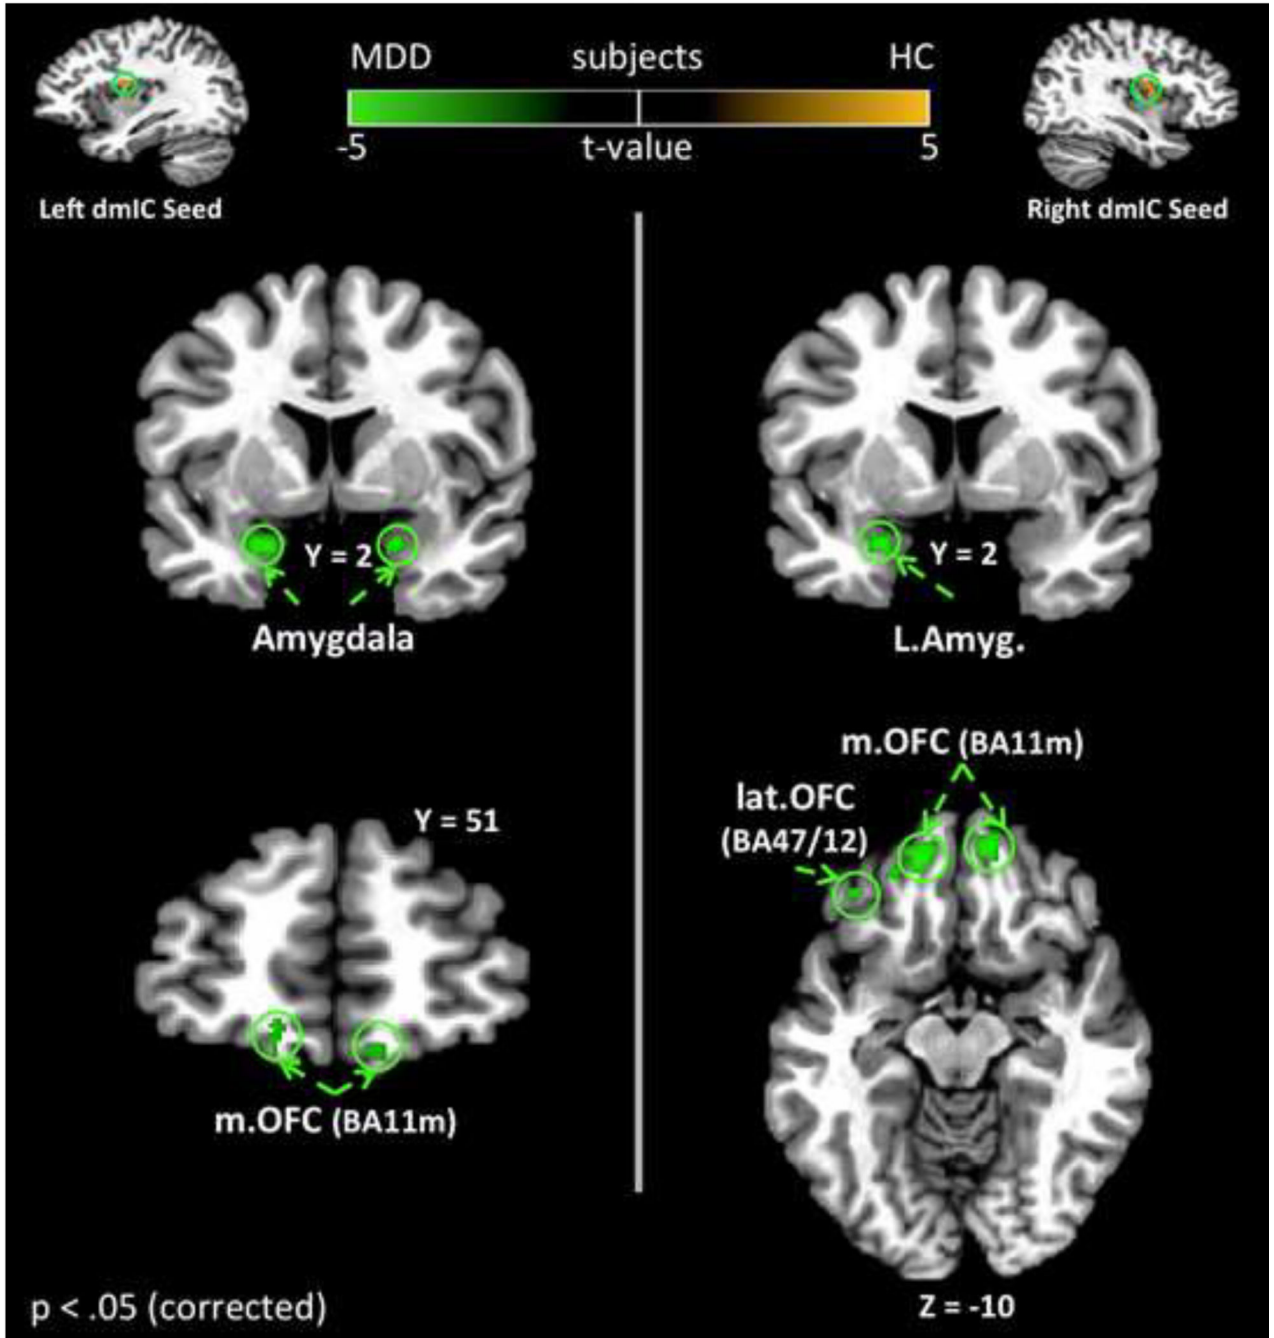 MDD subjects HC
-5 t-value 5
Left dmIC Seed
Right dmIC Seed
Y = 2
Amygdala
Y = 2
L.Amyg.
Y = 51
m.OFC (BA11m)
m.OFC (BA11m)
lat.OFC
(BA47/12)
Z = -10
p < .05 (corrected)